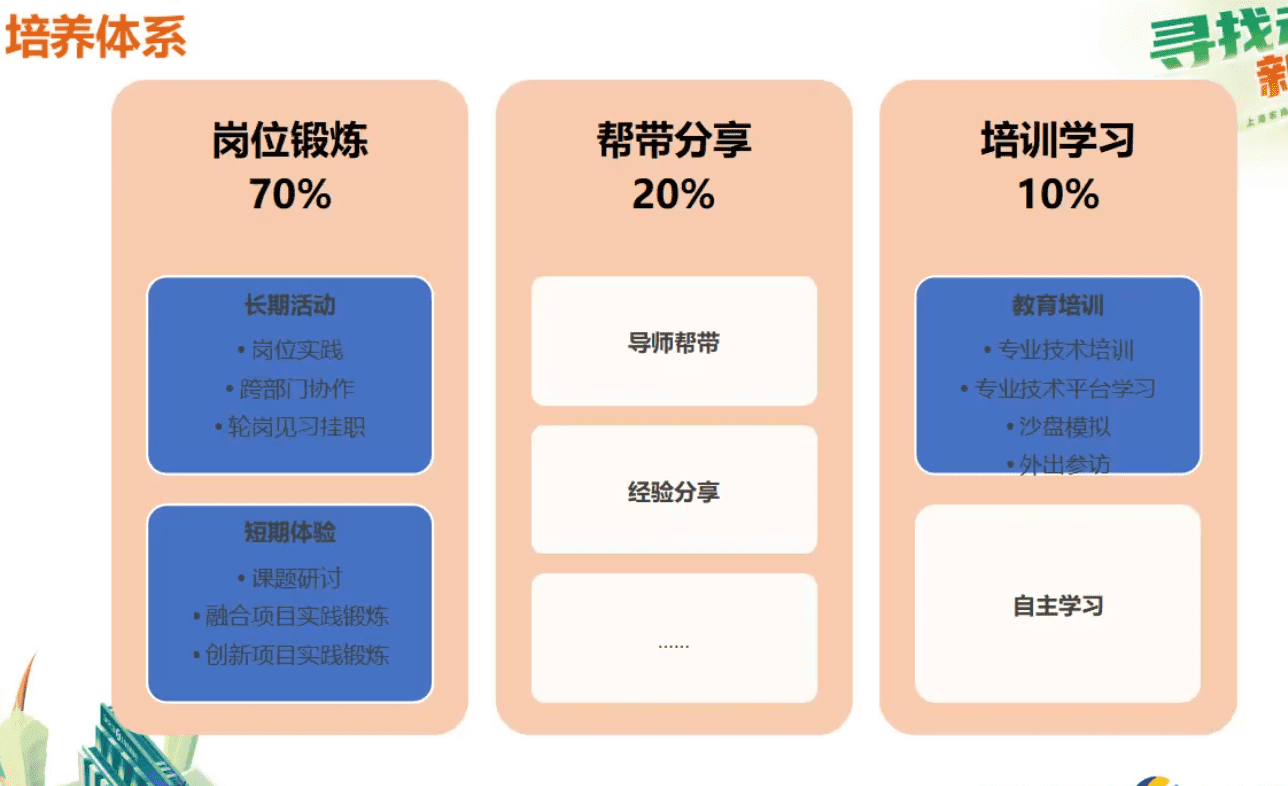 培养体系
寻找
新
岗位锻炼
70%
长期活动
• 岗位实践
• 跨部门协作
• 轮岗见习挂职
短期体验
• 课题研讨
• 融合项目实践锻炼
• 创新项目实践锻炼
帮带分享
20%
导师帮带
经验分享
......
培训学习
10%
教育培训
• 专业技术培训
• 专业技术平台学习
• 沙盘模拟
• 外出参访
自主学习